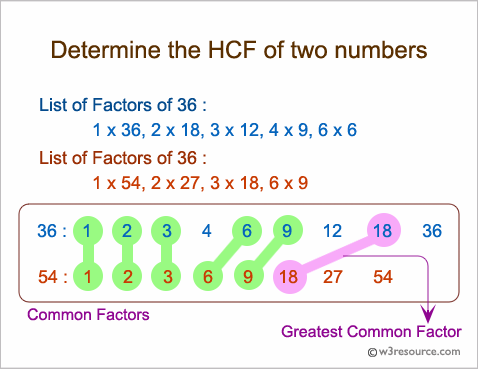 Determine the HCF of two numbers
List of Factors of 36 :
1 x 36, 2 x 18, 3 x 12, 4 x 9, 6 x 6
List of Factors of 36 :
1 x 54, 2 x 27, 3 x 18, 6 x 9
36 : 1 2 3 4 6 9 12 18 36
54 : 1 2 3 6 9 18 27 54
Common Factors
Greatest Common Factor
© w3resource.com